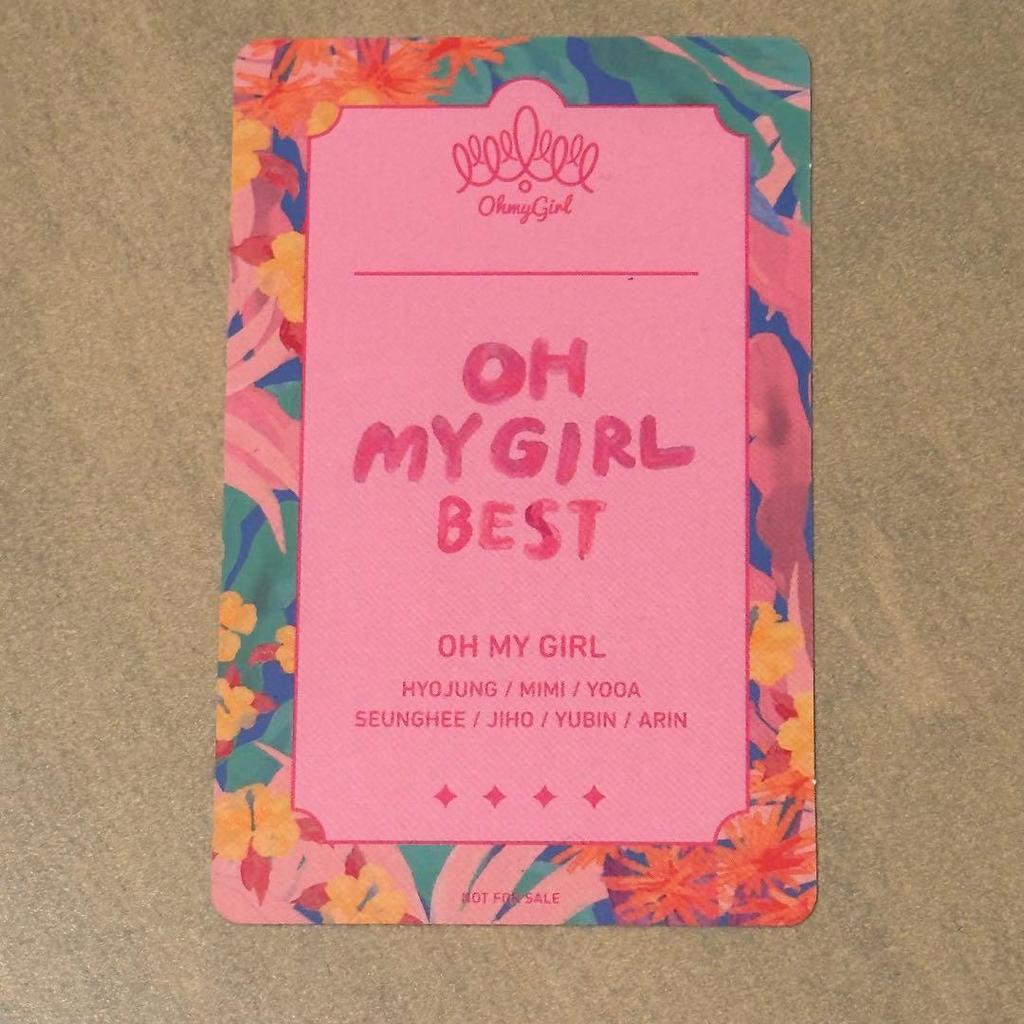 OhmyGirl
OH
MY GIRL
BEST
OH MY GIRL
HYOJUNG / MIMI / YOOA
SEUNGHEE / JIHO / YUBIN / ARIN
NOT FOR SALE